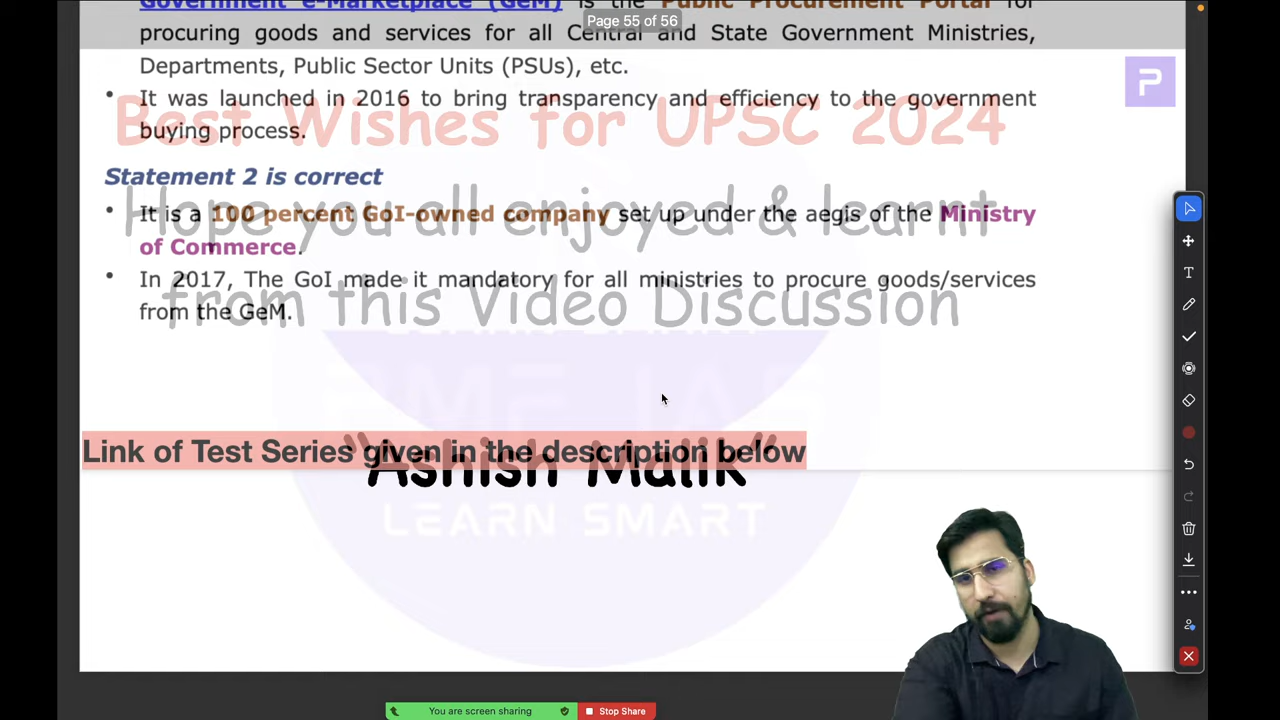 Government e-Marketplace (GeM) is the Public Procurement Portal for
Page 55 of 56
procuring goods and services for all Central and State Government Ministries,
Departments, Public Sector Units (PSUs), etc.
• It was launched in 2016 to bring transparency and efficiency to the government
buying process.
Best Wishes for UPSC 2024
Statement 2 is correct
• It is a 100 percent GoI-owned company set up under the aegis of the Ministry
of Commerce.
Hope you all enjoyed & learnt
• In 2017, The GoI made it mandatory for all ministries to procure goods/services
from the GeM.
from this Video Discussion
LEARN SMART
PMF IAS
Link of Test Series given in the description below
"Ashish Malik"
LEARN SMART
P
T
You are screen sharing
Stop Share